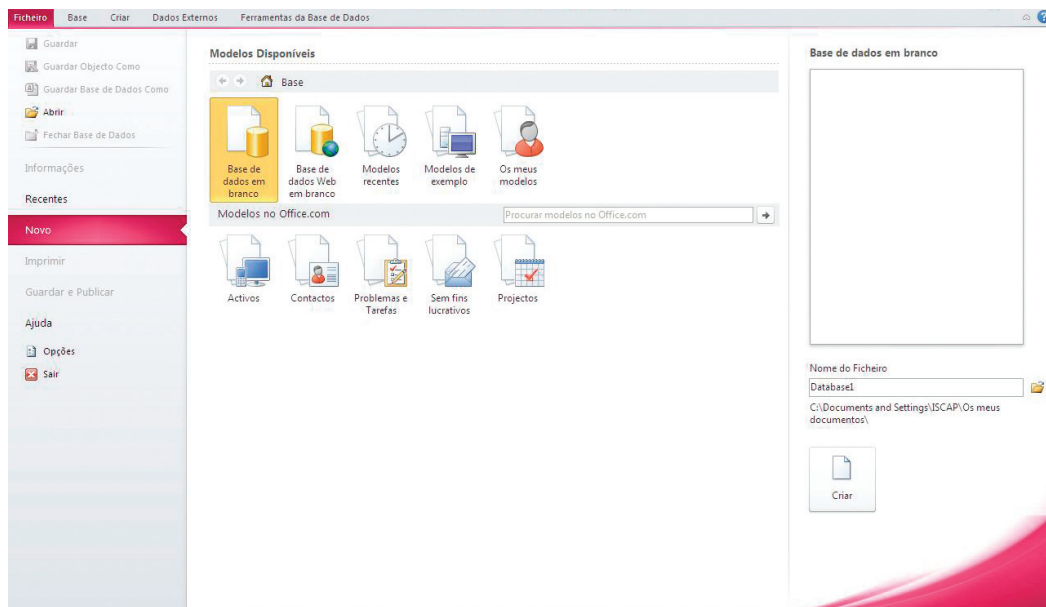 Ficheiro Base Criar Dados Externos Ferramentas da Base de Dados
Guardar
Guardar Objecto Como
Guardar Base de Dados Como
Abrir
Fechar Base de Dados
Informações
Recentes
Novo
Imprimir
Guardar e Publicar
Ajuda
Opções
Sair
Modelos Disponíveis
Base
Base de dados em branco
Base de dados Web em branco
Modelos recentes
Modelos de exemplo
Os meus modelos
Modelos no Office.com
Procurar modelos no Office.com
Activos
Contactos
Problemas e Tarefas
Sem fins lucrativos
Projectos
Base de dados em branco
Nome do Ficheiro
Database1
C:\Documents and Settings\ISCAP\Os meus
documentos\
Criar